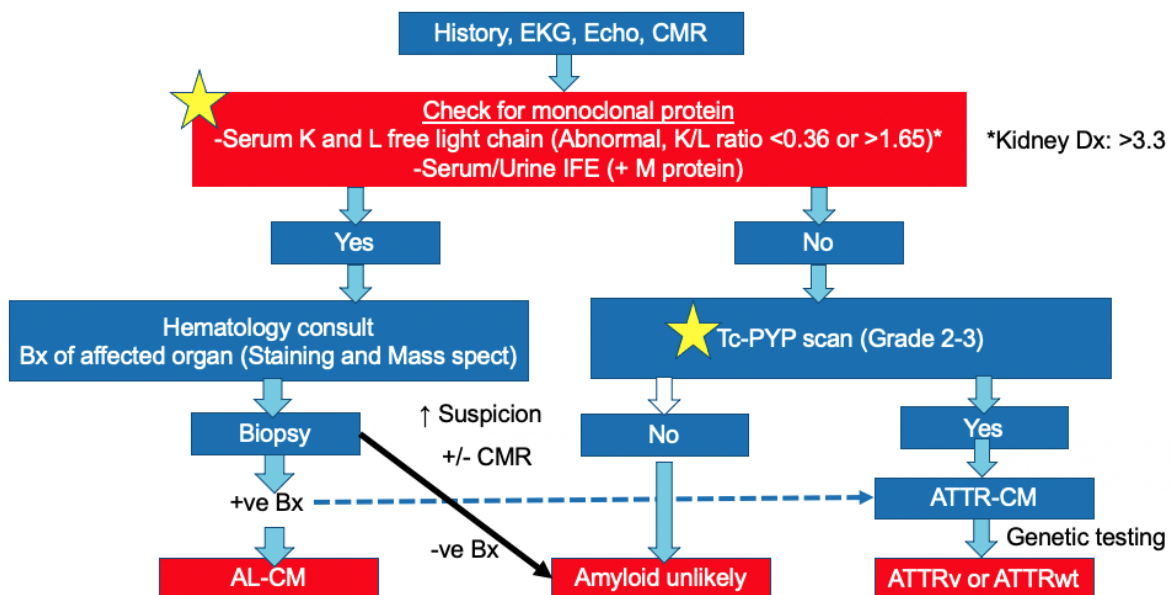 History, EKG, Echo, CMR
Check for monoclonal protein
-Serum K and L free light chain (Abnormal, K/L ratio <0.36 or >1.65)*
-Serum/Urine IFE (+ M protein)
*Kidney Dx: >3.3
Yes
No
Hematology consult
Bx of affected organ (Staining and Mass spect)
Tc-PYP scan (Grade 2-3)
Biopsy
↑ Suspicion
+/- CMR
No
Yes
+ve Bx
ATTR-CM
-ve Bx
Genetic testing
AL-CM
Amyloid unlikely
ATTRv or ATTRwt